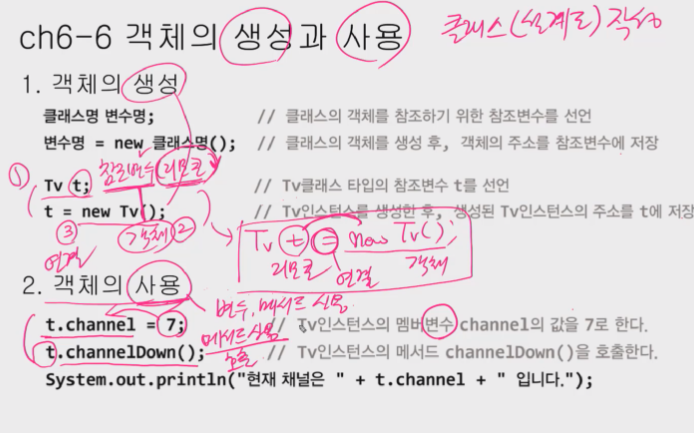 ch6-6 객체의 생성과 사용 클래스(설계도) 작성
1. 객체의 생성
클래스명 변수명; // 클래스의 객체를 참조하기 위한 참조변수를 선언
변수명 = new 클래스명(); // 클래스의 객체를 생성 후, 객체의 주소를 참조변수에 저장
① Tv t; 참조변수 (리모콘) // Tv클래스 타입의 참조변수 t를 선언
t = new Tv(); // Tv인스턴스를 생성한 후, 생성된 Tv인스턴스의 주소를 t에 저장
③ 객체 ②
연결
Tv t = new Tv();
리모콘 연결 객체
2. 객체의 사용
변수, 메서드 사용
t.channel = 7; // Tv인스턴스의 멤버변수 channel의 값을 7로 한다.
메서드 사용
t.channelDown(); // Tv인스턴스의 메서드 channelDown()을 호출한다.
호출
System.out.println("현재 채널은 " + t.channel + " 입니다.");